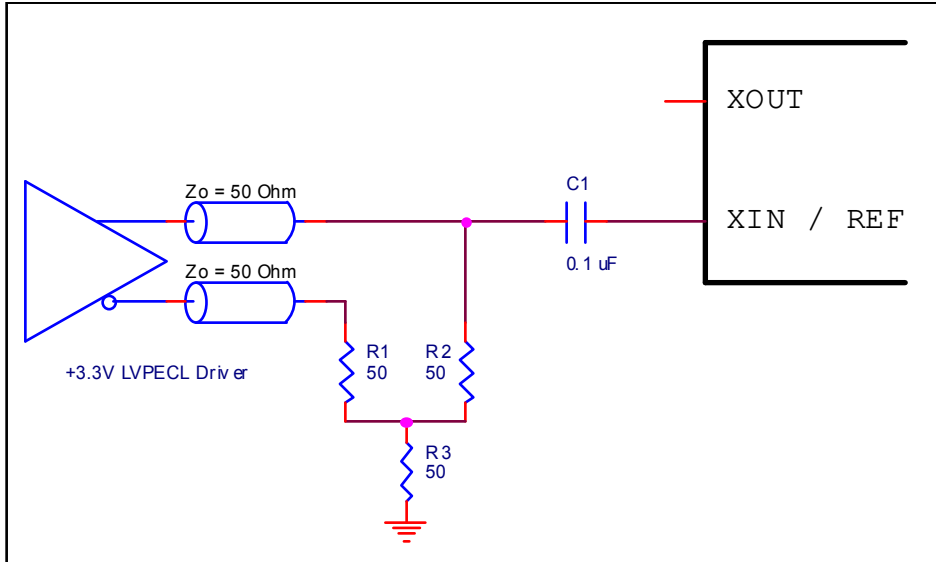 XOUT
Zo = 50 Ohm
C1
XIN / REF
0.1 uF
Zo = 50 Ohm
R1
50
R2
50
+3.3V LVPECL Driver
R3
50